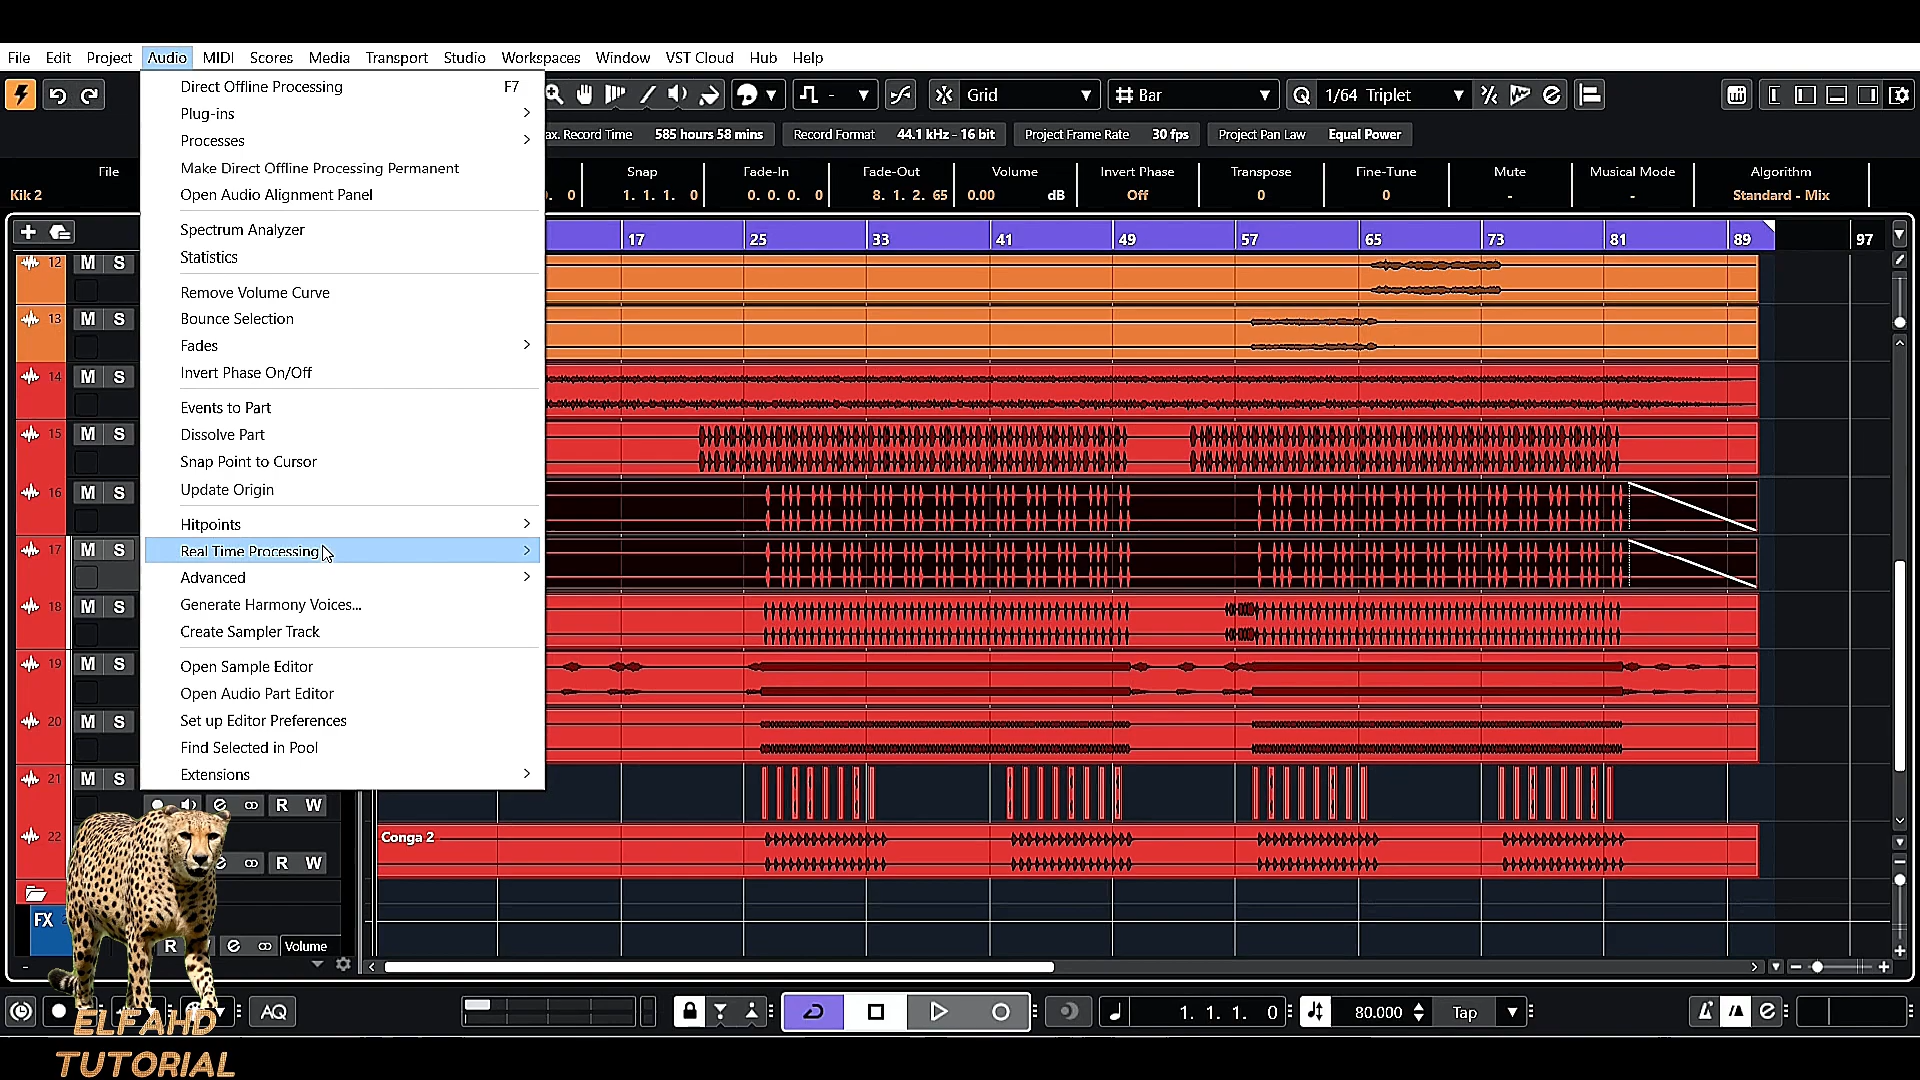 File Edit Project Audio MIDI Scores Media Transport Studio Workspaces Window VST Cloud Hub Help
Direct Offline Processing F7
Plug-ins
Processes
Make Direct Offline Processing Permanent
Open Audio Alignment Panel
Spectrum Analyzer
Statistics
Remove Volume Curve
Bounce Selection
Fades
Invert Phase On/Off
Events to Part
Dissolve Part
Snap Point to Cursor
Update Origin
Hitpoints
Real Time Processing
Advanced
Generate Harmony Voices...
Create Sampler Track
Open Sample Editor
Open Audio Part Editor
Set up Editor Preferences
Find Selected in Pool
Extensions
- Grid Bar Q 1/64 Triplet
Record Time 585 hours 58 mins Record Format 44.1 kHz - 16 bit Project Frame Rate 30 fps Project Pan Law Equal Power
File Snap Fade-In Fade-Out Volume Invert Phase Transpose Fine-Tune Mute Musical Mode Algorithm
Kik 2 0 1. 1. 1. 0 0. 0. 0. 0 8. 1. 2. 65 0.00 dB Off 0 0 - - Standard - Mix
17 25 33 41 49 57 65 73 81 89 97
12 M S
13 M S
14 M S
15 M S
16 M S
17 M S
18 M S
19 M S
20 M S
21 M S
R W
22 Conga 2
R W
FX
R Volume
AQ 1. 1. 1. 0 80.000 Tap
ELFAHD
TUTORIAL